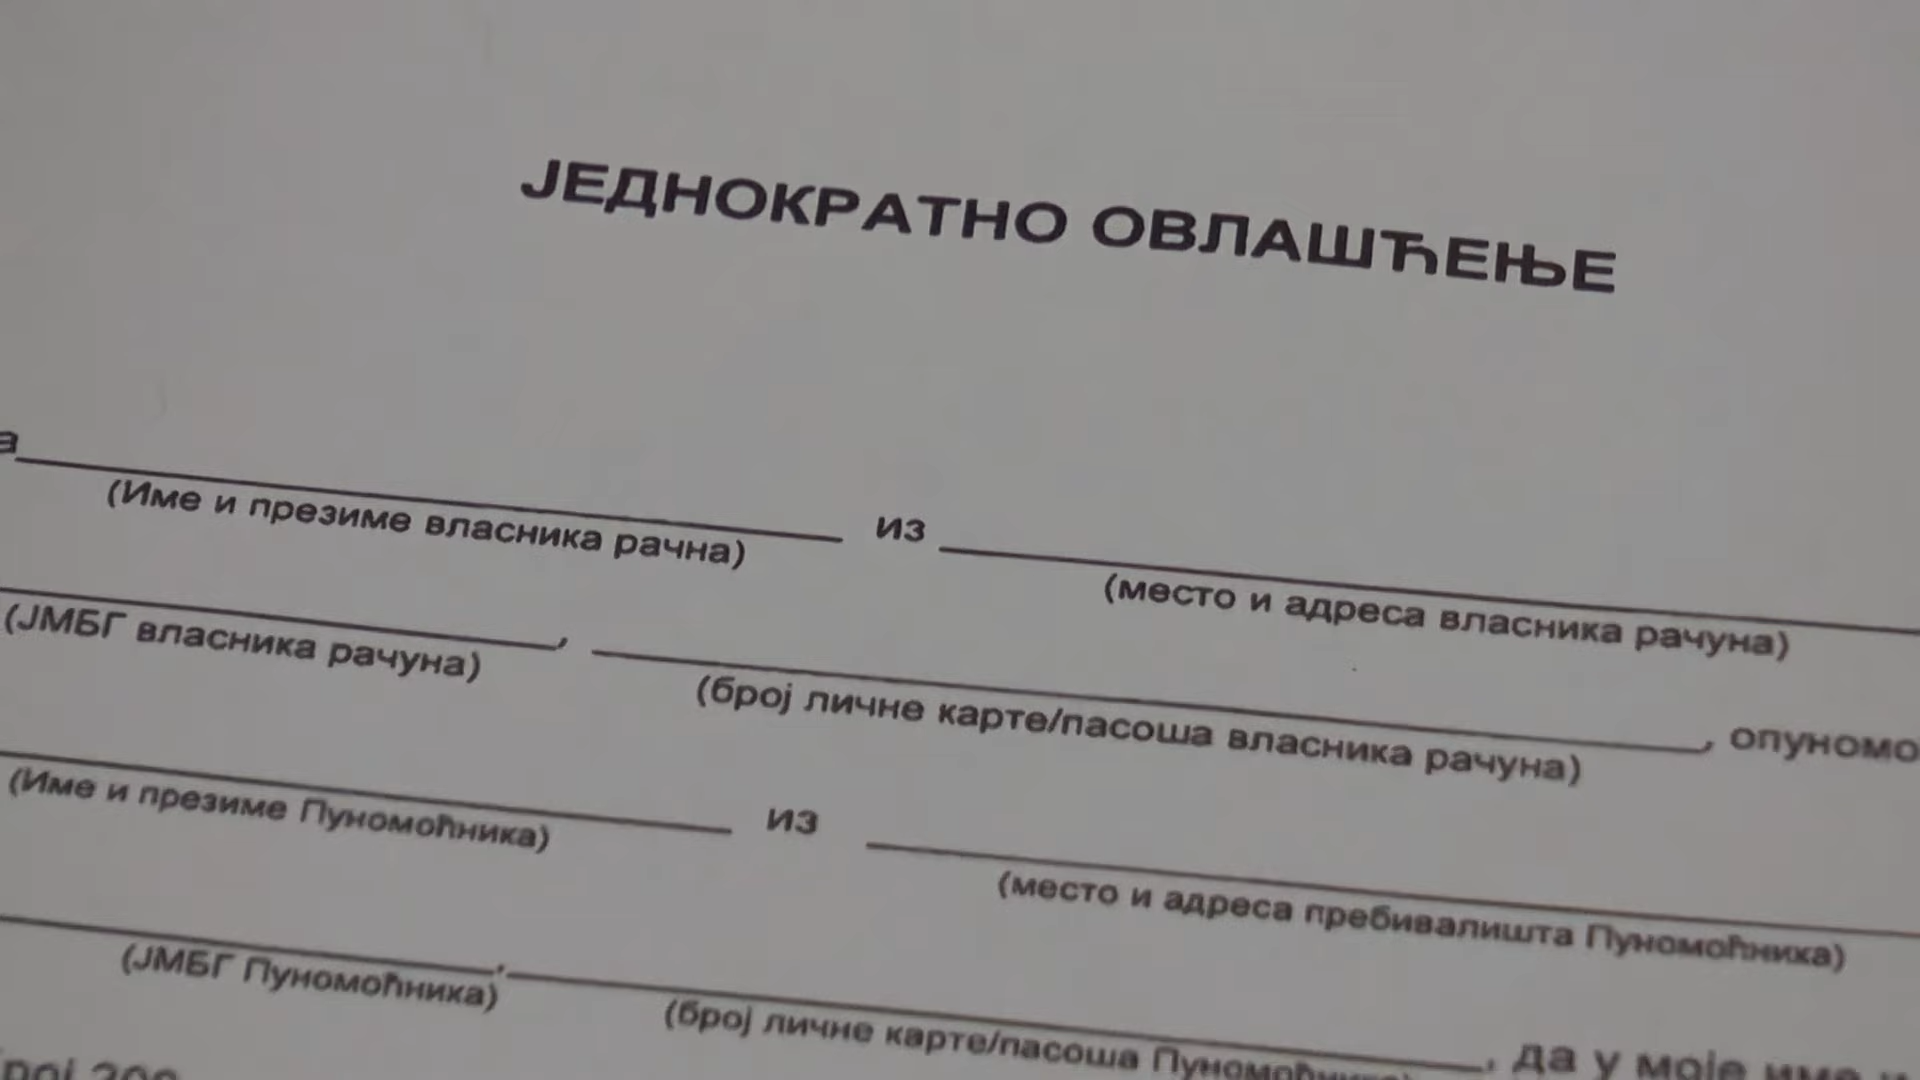 ЈЕДНОКРАТНО ОВЛАШЋЕЊЕ
из
(Име и презиме власника рачна)
(место и адреса власника рачуна)
, , опуномо
(ЈМБГ власника рачуна)
(број личне карте/пасоша власника рачуна)
из
(Име и презиме Пуномоћника)
(место и адреса пребивалишта Пуномоћника)
, , да у моје име и
(ЈМБГ Пуномоћника)
(број личне карте/пасоша Пуномоћника)